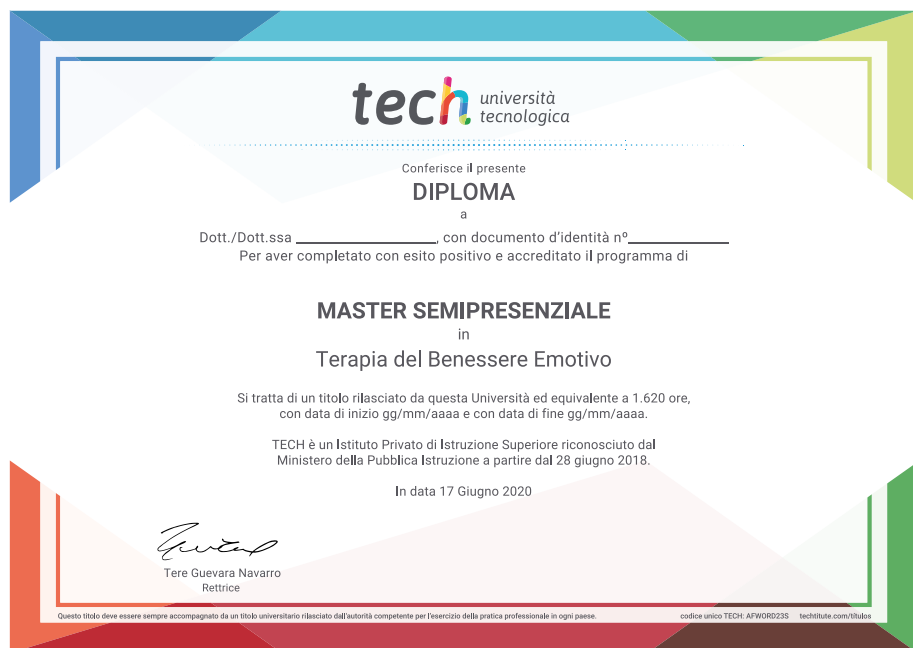 tech università
tecnologica
Conferisce il presente
DIPLOMA
a
Dott./Dott.ssa ________________, con documento d'identità nº____________
Per aver completato con esito positivo e accreditato il programma di
MASTER SEMIPRESENZIALE
in
Terapia del Benessere Emotivo
Si tratta di un titolo rilasciato da questa Università ed equivalente a 1.620 ore,
con data di inizio gg/mm/aaaa e con data di fine gg/mm/aaaa.
TECH è un Istituto Privato di Istruzione Superiore riconosciuto dal
Ministero della Pubblica Istruzione a partire dal 28 giugno 2018.
In data 17 Giugno 2020
Tere Guevara Navarro
Rettrice
Questo titolo deve essere sempre accompagnato da un titolo universitario rilasciato dall'autorità competente per l'esercizio della pratica professionale in ogni paese. codice unico TECH: AFWORD23S techtitute.com/titulos